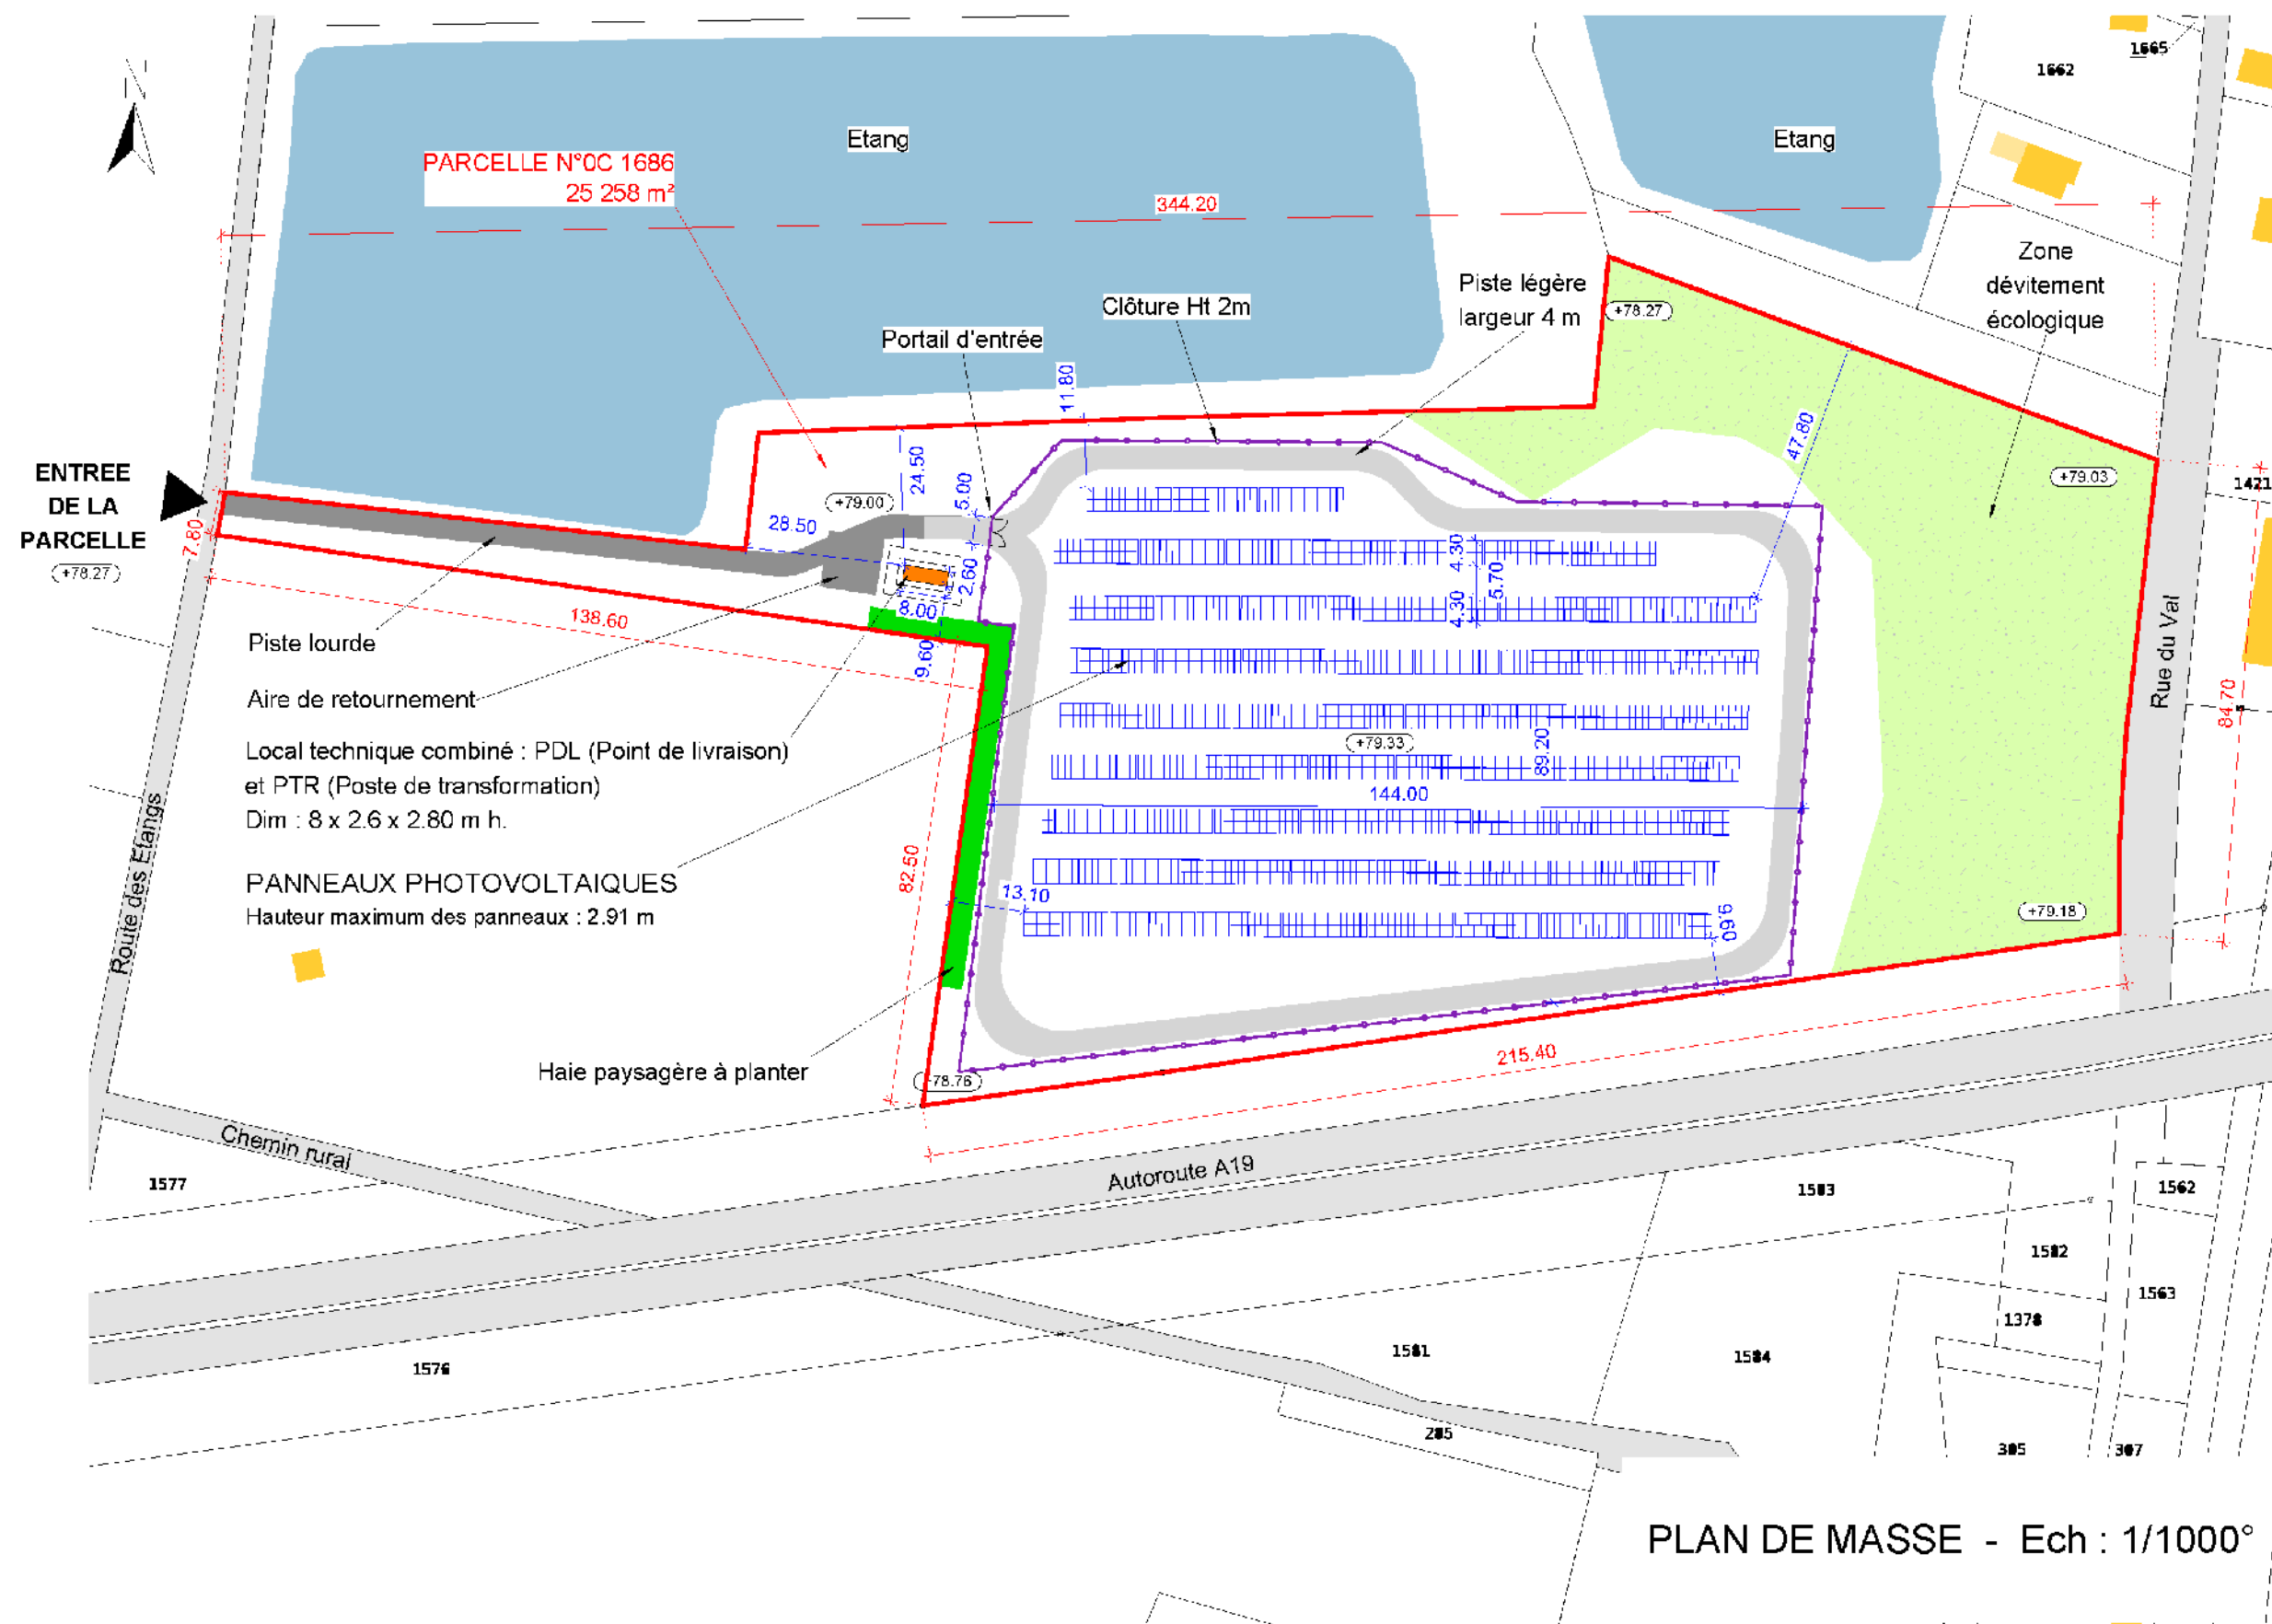 N
1665
1662
Etang
Etang
PARCELLE N°0C 1686
25 258 m²
344.20
Zone
dévitement
écologique
Piste légère
largeur 4 m
Clôture Ht 2m
Portail d'entrée
+78.27
11.80
47.80
ENTREE
DE LA
PARCELLE
+78.27
7.80
+79.00
24.50
5.00
28.50
+79.03
1421
2.60
8.00
9.60
4.30
5.70
4.30
138.60
Piste lourde
Aire de retournement
Local technique combiné : PDL (Point de livraison)
et PTR (Poste de transformation)
Dim : 8 x 2.6 x 2.80 m h.
PANNEAUX PHOTOVOLTAIQUES
Hauteur maximum des panneaux : 2.91 m
+79.33
89.20
144.00
Rue du Val
84.70
82.50
13.10
9.60
+79.18
Route des Etangs
Haie paysagère à planter
+78.76
215.40
Chemin rural
Autoroute A19
1577
1583
1562
1582
1563
1378
1581
1584
1576
285
305
307
PLAN DE MASSE - Ech : 1/1000°